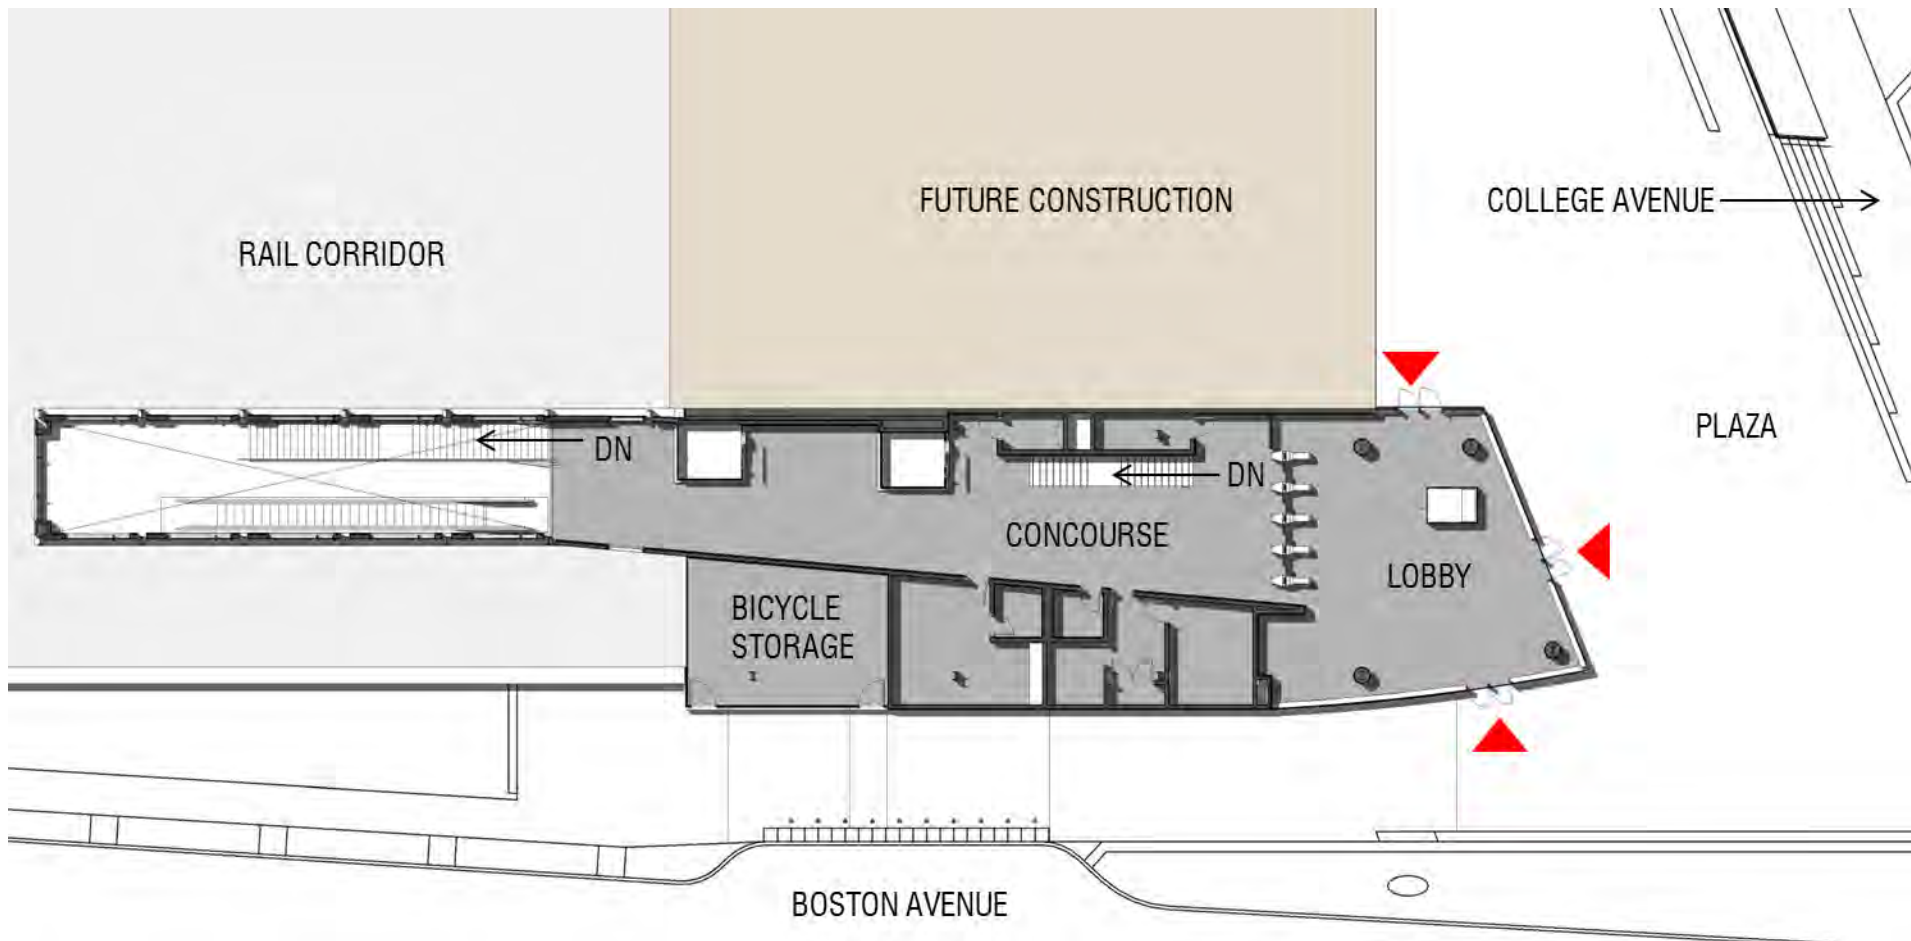 FUTURE CONSTRUCTION
COLLEGE AVENUE
RAIL CORRIDOR
PLAZA
DN
DN
CONCOURSE
LOBBY
BICYCLE
STORAGE
BOSTON AVENUE